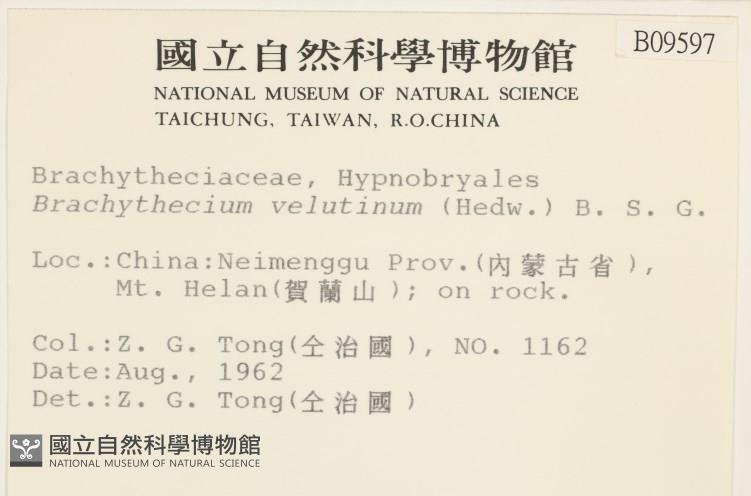 B09597
國立自然科學博物館
NATIONAL MUSEUM OF NATURAL SCIENCE
TAICHUNG, TAIWAN, R.O.CHINA
Brachytheciaceae, Hypnobryales
Brachythecium velutinum (Hedw.) B. S. G.
Loc.:China:Neimenggu Prov.(內蒙古省),
Mt. Helan(賀蘭山); on rock.
Col.:Z. G. Tong(仝治國), NO. 1162
Date:Aug., 1962
Det.:Z. G. Tong(仝治國)
國立自然科學博物館
NATIONAL MUSEUM OF NATURAL SCIENCE